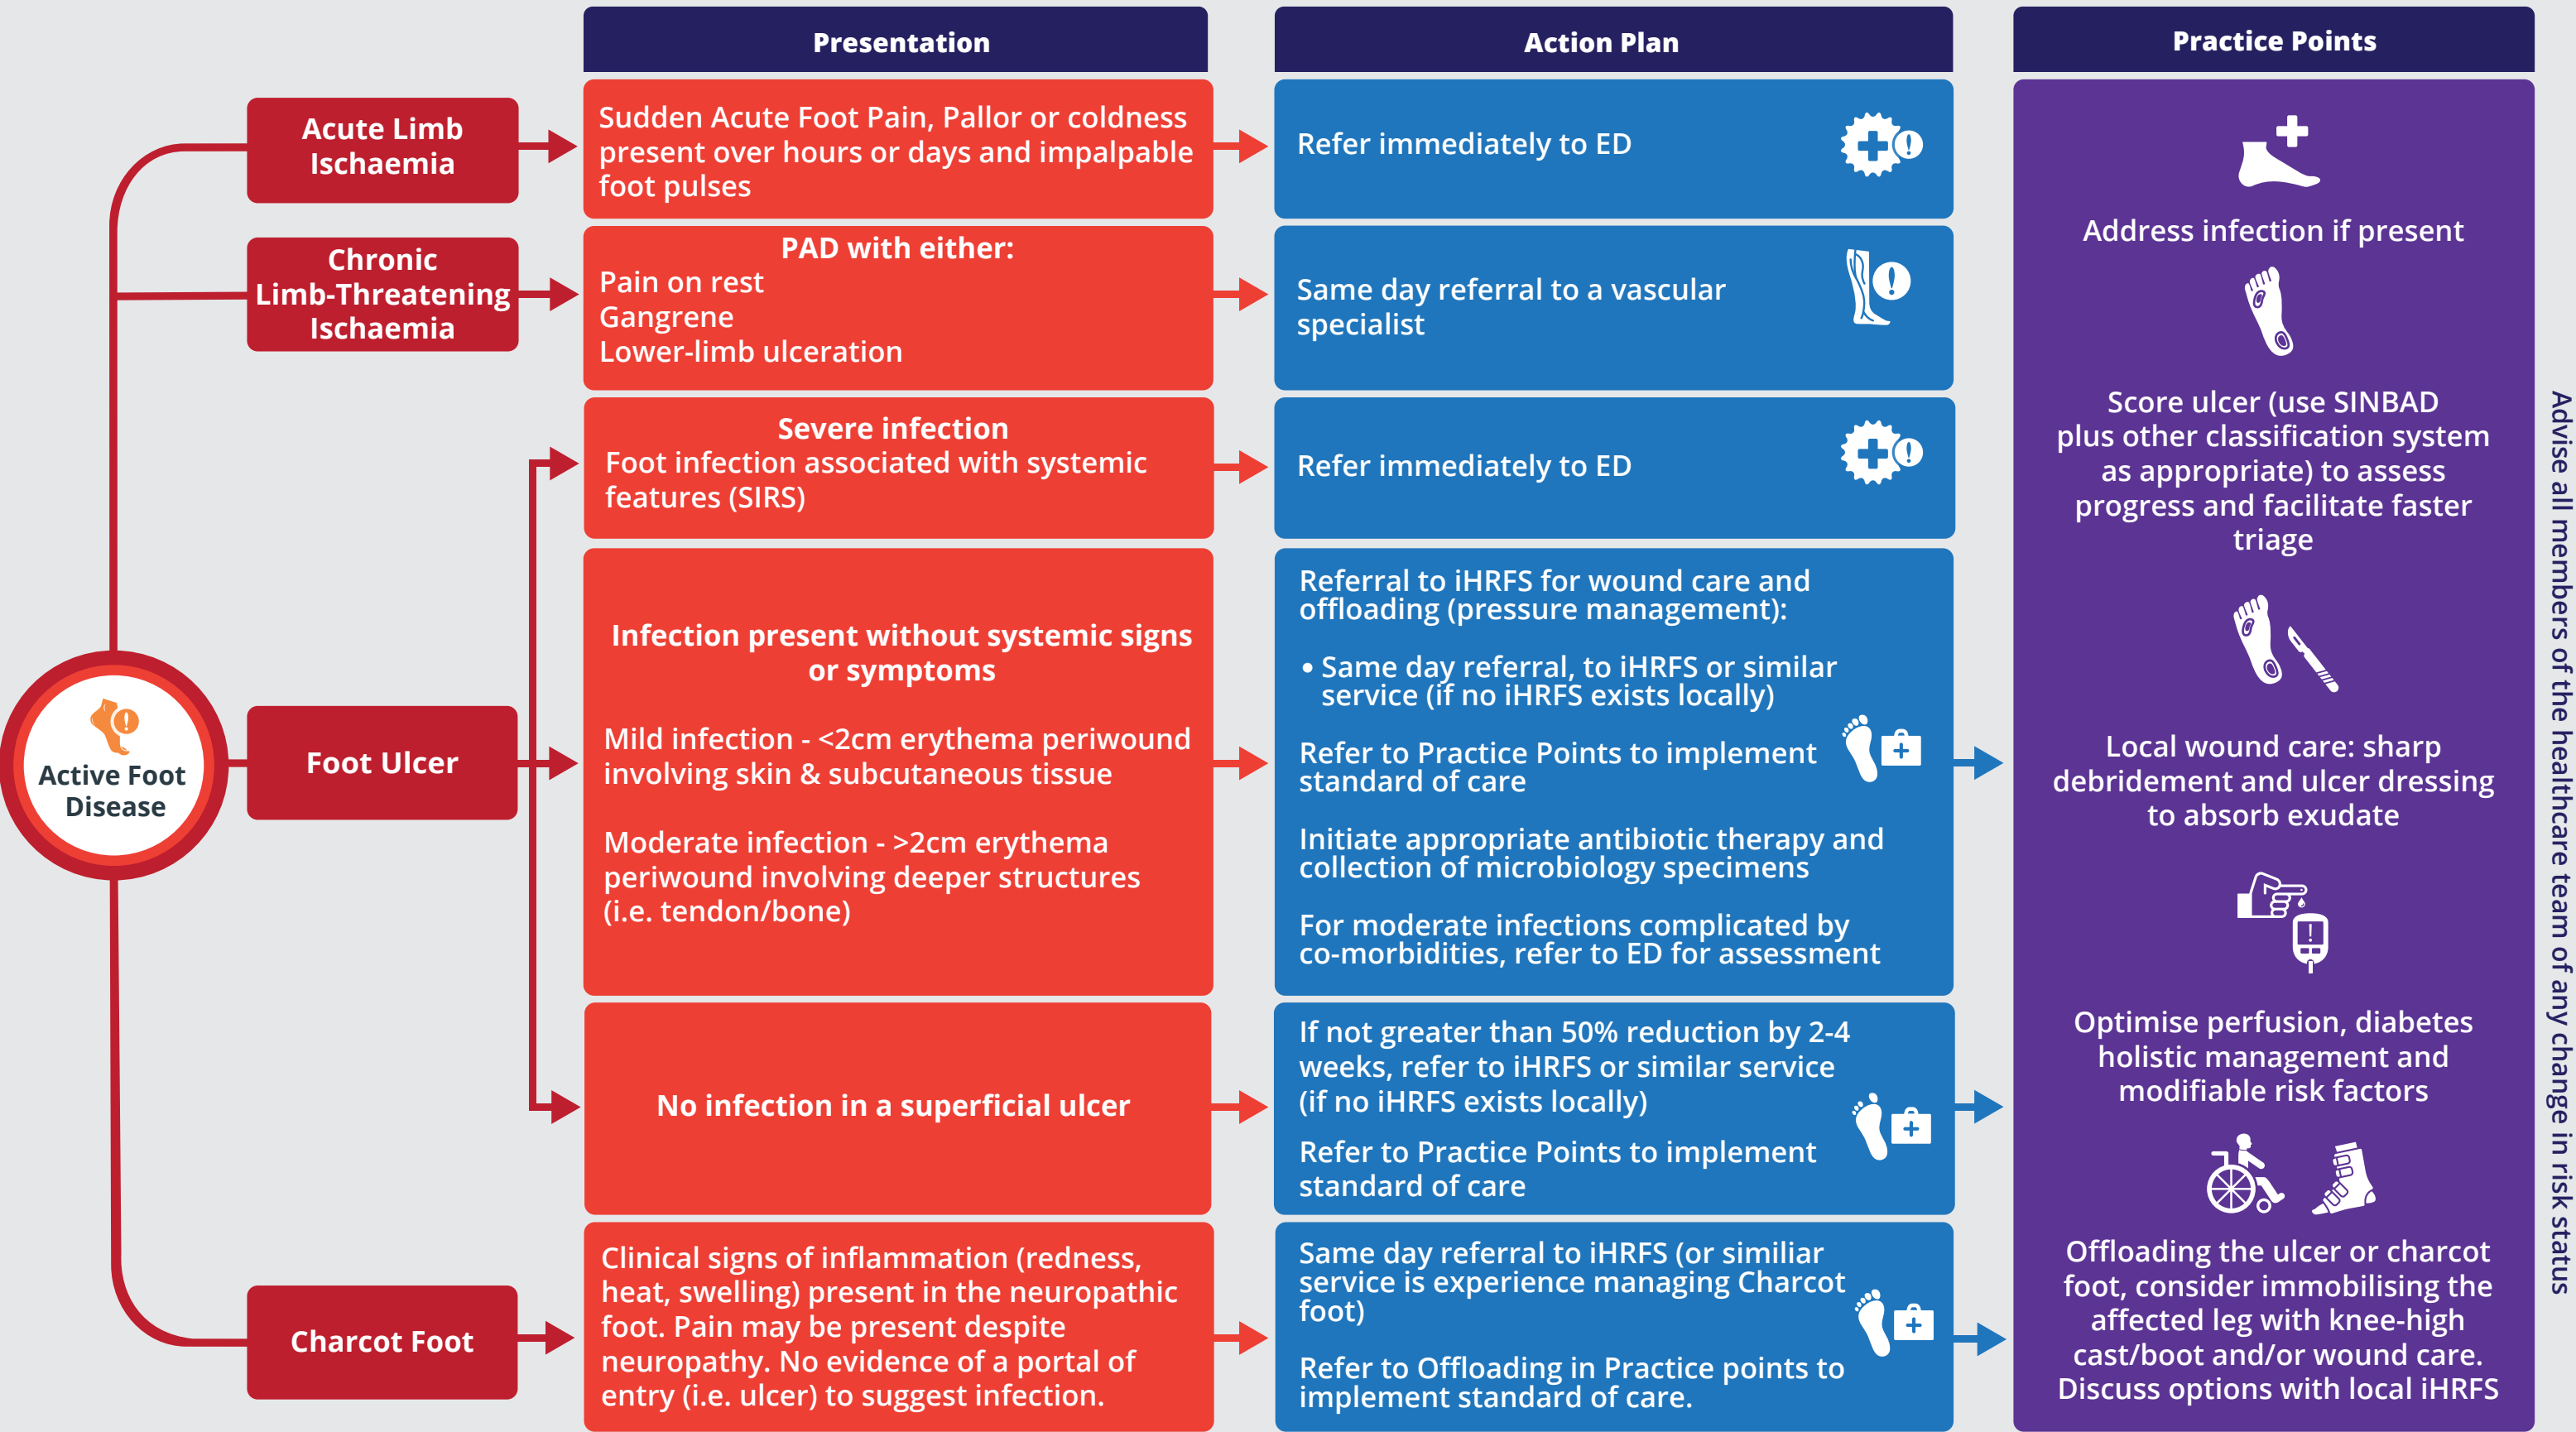 Presentation
Action Plan
Practice Points
Active Foot
Disease
Acute Limb
Ischaemia
Sudden Acute Foot Pain, Pallor or coldness
present over hours or days and impalpable
foot pulses
Refer immediately to ED
Chronic
Limb-Threatening
Ischaemia
PAD with either:
Pain on rest
Gangrene
Lower-limb ulceration
Same day referral to a vascular
specialist
Foot Ulcer
Severe infection
Foot infection associated with systemic
features (SIRS)
Refer immediately to ED
Infection present without systemic signs
or symptoms
Mild infection - <2cm erythema periwound
involving skin & subcutaneous tissue
Moderate infection - >2cm erythema
periwound involving deeper structures
(i.e. tendon/bone)
Referral to iHRFS for wound care and
offloading (pressure management):
• Same day referral, to iHRFS or similar
service (if no iHRFS exists locally)
Refer to Practice Points to implement
standard of care
Initiate appropriate antibiotic therapy and
collection of microbiology specimens
For moderate infections complicated by
co-morbidities, refer to ED for assessment
No infection in a superficial ulcer
If not greater than 50% reduction by 2-4
weeks, refer to iHRFS or similar service
(if no iHRFS exists locally)
Refer to Practice Points to implement
standard of care
Charcot Foot
Clinical signs of inflammation (redness,
heat, swelling) present in the neuropathic
foot. Pain may be present despite
neuropathy. No evidence of a portal of
entry (i.e. ulcer) to suggest infection.
Same day referral to iHRFS (or similiar
service is experience managing Charcot
foot)
Refer to Offloading in Practice points to
implement standard of care.
Address infection if present
Score ulcer (use SINBAD
plus other classification system
as appropriate) to assess
progress and facilitate faster
triage
Local wound care: sharp
debridement and ulcer dressing
to absorb exudate
Optimise perfusion, diabetes
holistic management and
modifiable risk factors
Offloading the ulcer or charcot
foot, consider immobilising the
affected leg with knee-high
cast/boot and/or wound care.
Discuss options with local iHRFS
Advise all members of the healthcare team of any change in risk status